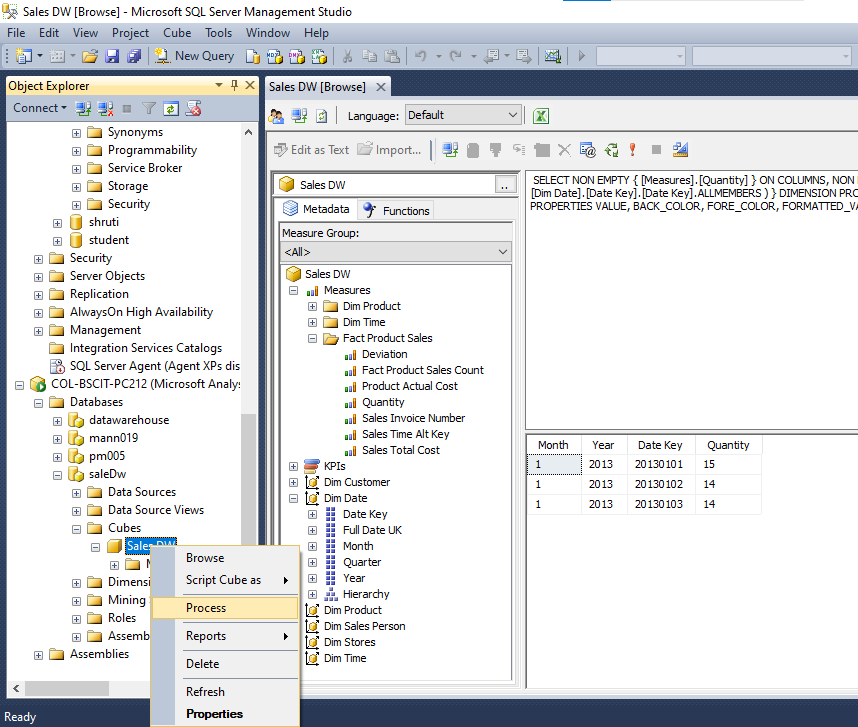 Sales DW [Browse] - Microsoft SQL Server Management Studio
File Edit View Project Cube Tools Window Help
New Query
Object Explorer
Connect
Synonyms
Programmability
Service Broker
Storage
Security
shruti
student
Security
Server Objects
Replication
AlwaysOn High Availability
Management
Integration Services Catalogs
SQL Server Agent (Agent XPs dis
COL-BSCIT-PC212 (Microsoft Analys
Databases
datawarehouse
mann019
pm005
saleDw
Data Sources
Data Source Views
Cubes
Sales DW
Dimens
Mining
Roles
Assemb
Assemblies
Browse
Script Cube as
Process
Reports
Delete
Refresh
Properties
Sales DW [Browse]
Language: Default
Edit as Text Import...
Sales DW ..
Metadata Functions
Measure Group:
<All>
Sales DW
Measures
Dim Product
Dim Time
Fact Product Sales
Deviation
Fact Product Sales Count
Product Actual Cost
Quantity
Sales Invoice Number
Sales Time Alt Key
Sales Total Cost
KPIs
Dim Customer
Dim Date
Date Key
Full Date UK
Month
Quarter
Year
Hierarchy
Dim Product
Dim Sales Person
Dim Stores
Dim Time
SELECT NON EMPTY { [Measures].[Quantity] } ON COLUMNS, NON
[Dim Date].[Date Key].[Date Key].ALLMEMBERS ) } DIMENSION PRO
PROPERTIES VALUE, BACK_COLOR, FORE_COLOR, FORMATTED_VA
Month Year Date Key Quantity
1 2013 20130101 15
1 2013 20130102 14
1 2013 20130103 14
Ready